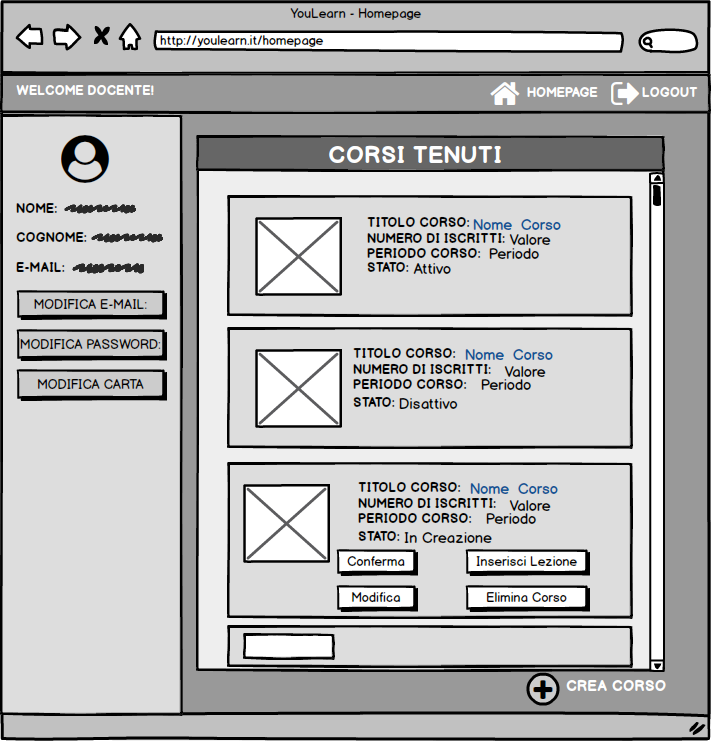 YouLearn - Homepage
http://youlearn.it/homepage
WELCOME DOCENTE!
HOMEPAGE
LOGOUT
NOME:
COGNOME:
E-MAIL:
MODIFICA E-MAIL:
MODIFICA PASSWORD:
MODIFICA CARTA
CORSI TENUTI
TITOLO CORSO: Nome Corso
NUMERO DI ISCRITTI: Valore
PERIODO CORSO: Periodo
STATO: Attivo
TITOLO CORSO: Nome Corso
NUMERO DI ISCRITTI: Valore
PERIODO CORSO: Periodo
STATO: Disattivo
TITOLO CORSO: Nome Corso
NUMERO DI ISCRITTI: Valore
PERIODO CORSO: Periodo
STATO: In Creazione
Conferma
Inserisci Lezione
Modifica
Elimina Corso
CREA CORSO